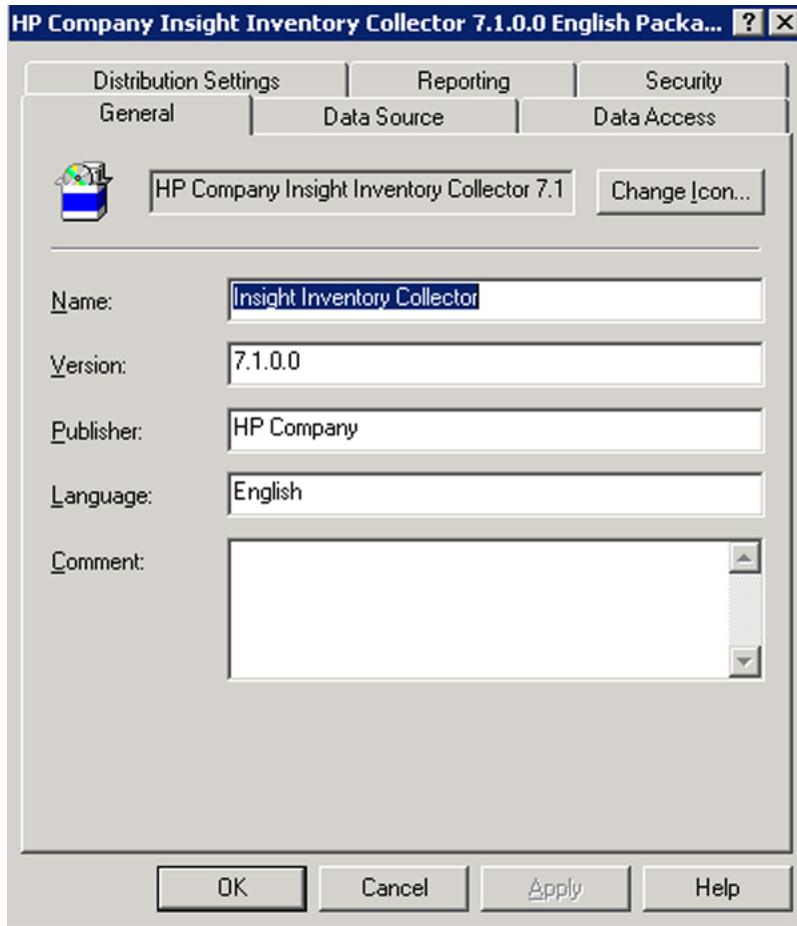 HP Company Insight Inventory Collector 7.1.0.0 English Packa... ? X
Distribution Settings Reporting Security
General Data Source Data Access
HP Company Insight Inventory Collector 7.1 Change Icon...
Name: Insight Inventory Collector
Version: 7.1.0.0
Publisher: HP Company
Language: English
Comment:
OK Cancel Apply Help